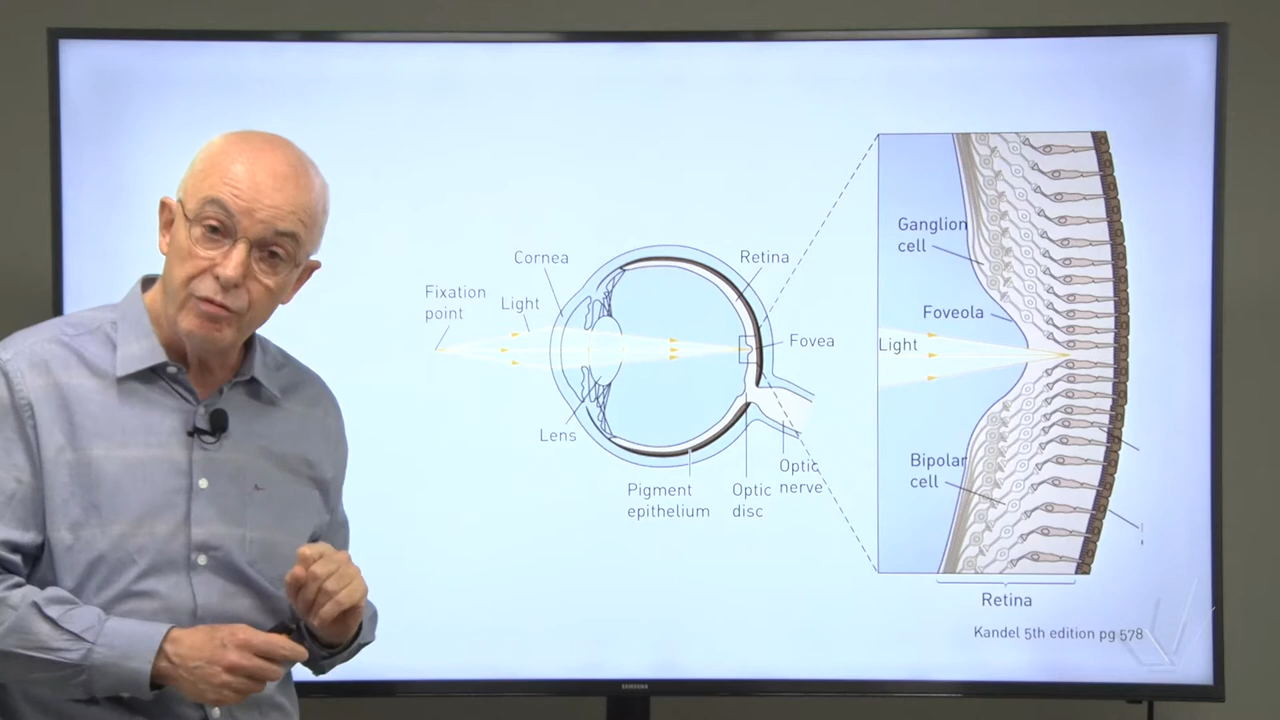 Cornea
Retina
Fixation
point
Light
Fovea
Lens
Pigment
epithelium
Optic
disc
Optic
nerve
Ganglion
cell
Foveola
Light
Bipolar
cell
Retina
Kandel 5th edition pg 578
SAMSUNG